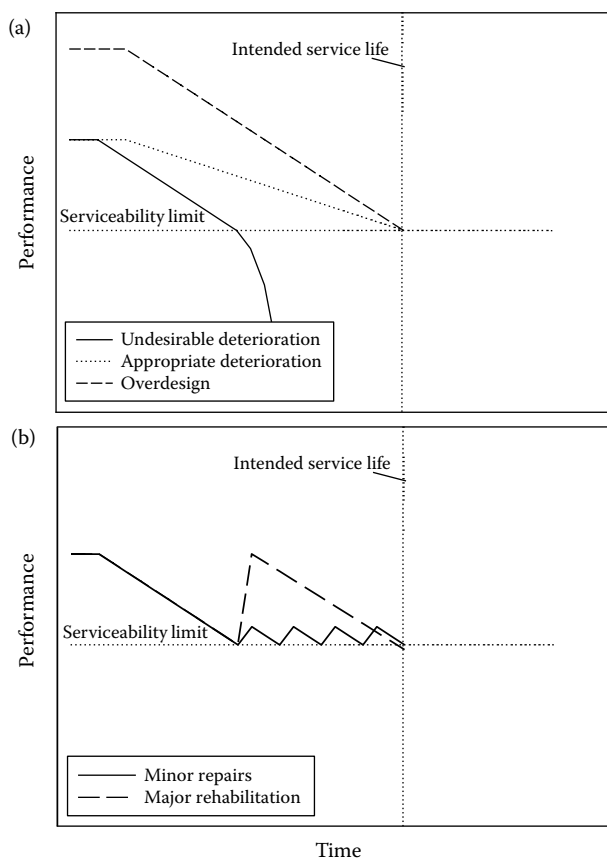 (a)
Intended service life
Performance
Serviceability limit
Undesirable deterioration
Appropriate deterioration
Overdesign
(b)
Intended service life
Performance
Serviceability limit
Minor repairs
Major rehabilitation
Time